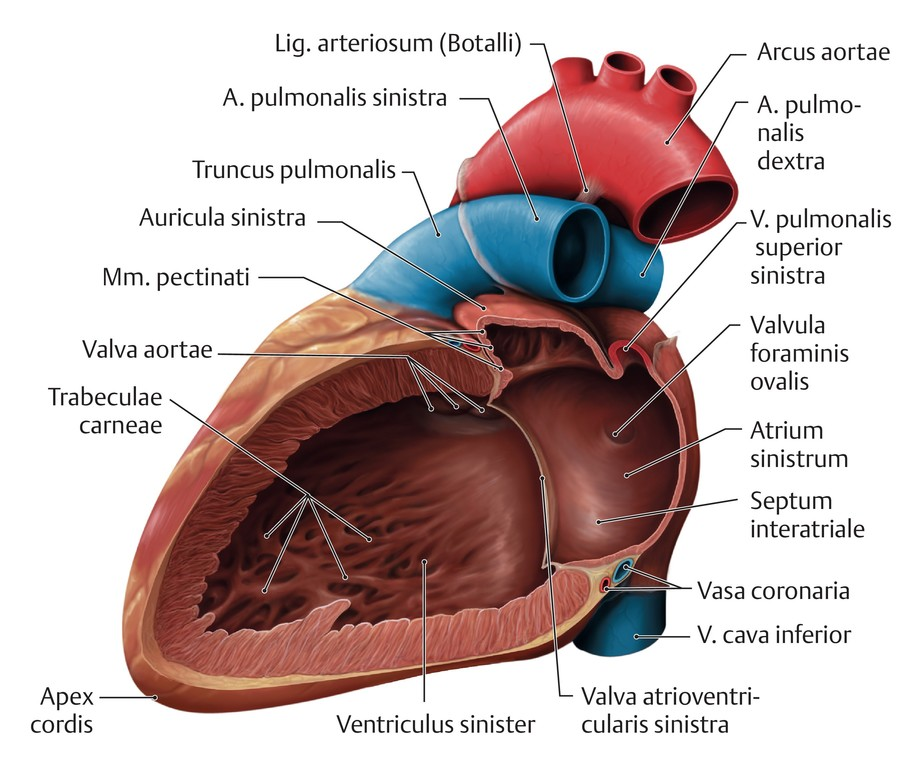 Lig. arteriosum (Botalli)
A. pulmonalis sinistra
Truncus pulmonalis
Auricula sinistra
Mm. pectinati
Valva aortae
Trabeculae
carneae
Apex
cordis
Ventriculus sinister
Arcus aortae
A. pulmo-
nalis
dextra
V. pulmonalis
superior
sinistra
Valvula
foraminis
ovalis
Atrium
sinistrum
Septum
interatriale
Vasa coronaria
V. cava inferior
Valva atrioventri-
cularis sinistra